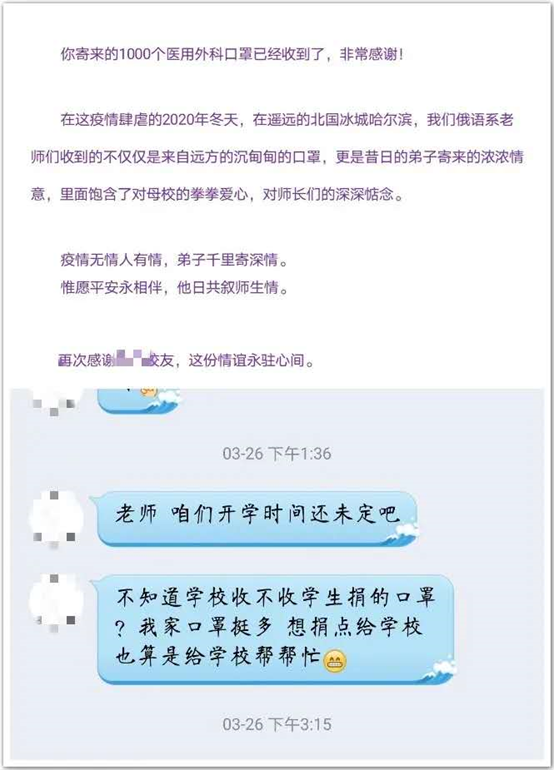 你寄来的1000个医用外科口罩已经收到了，非常感谢！
在这疫情肆虐的2020年冬天，在遥远的北国冰城哈尔滨，我们俄语系老
师们收到的不仅仅是来自远方的沉甸甸的口罩，更是昔日的弟子寄来的浓浓情
意，里面饱含了对母校的拳拳爱心，对师长们的深深惦念。
疫情无情人有情，弟子千里寄深情。
惟愿平安永相伴，他日共叙师生情。
再次感谢校友，这份情谊永驻心间。
03-26 下午1:36
老师 咱们开学时间还未定吧
不知道学校收不收学生捐的口罩
？我家口罩挺多 想捐点给学校
也算是给学校帮帮忙😁
03-26 下午3:15